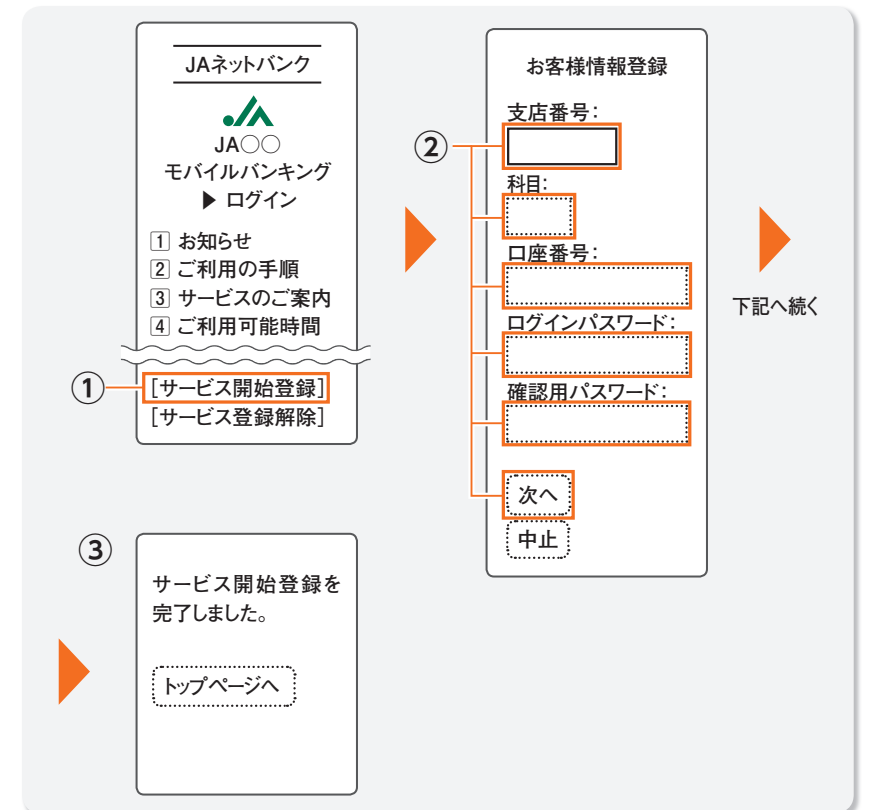 ①
JAネットバンク
JA
JA○○
モバイルバンキング
▶ ログイン
1 お知らせ
2 ご利用の手順
3 サービスのご案内
4 ご利用可能時間
[サービス開始登録]
[サービス登録解除]
②
お客様情報登録
支店番号：
科目：
口座番号：
ログインパスワード：
確認用パスワード：
次へ
中止
下記へ続く
③
サービス開始登録を
完了しました。
トップページへ